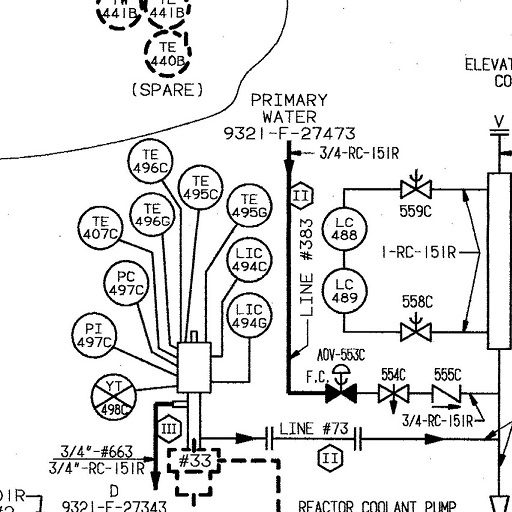 441B
441B
TE
440B
(SPARE)
ELEVAT
CO
PRIMARY
WATER
9321-F-27473
3/4-RC-151R
V
TE
496C
TE
495C
TE
496G
TE
495G
TE
407C
II
559C
LC
488
LINE #383
LIC
494C
1-RC-151R
PC
497C
LC
489
558C
LIC
494G
PI
497C
AOV-553C
F.C.
554C
555C
YT
498C
3/4-RC-151R
III
LINE #73
II
3/4"-#663
3/4"-RC-151R
#33
D
9321-F-27343
01R
REACTOR COOLANT PUMP